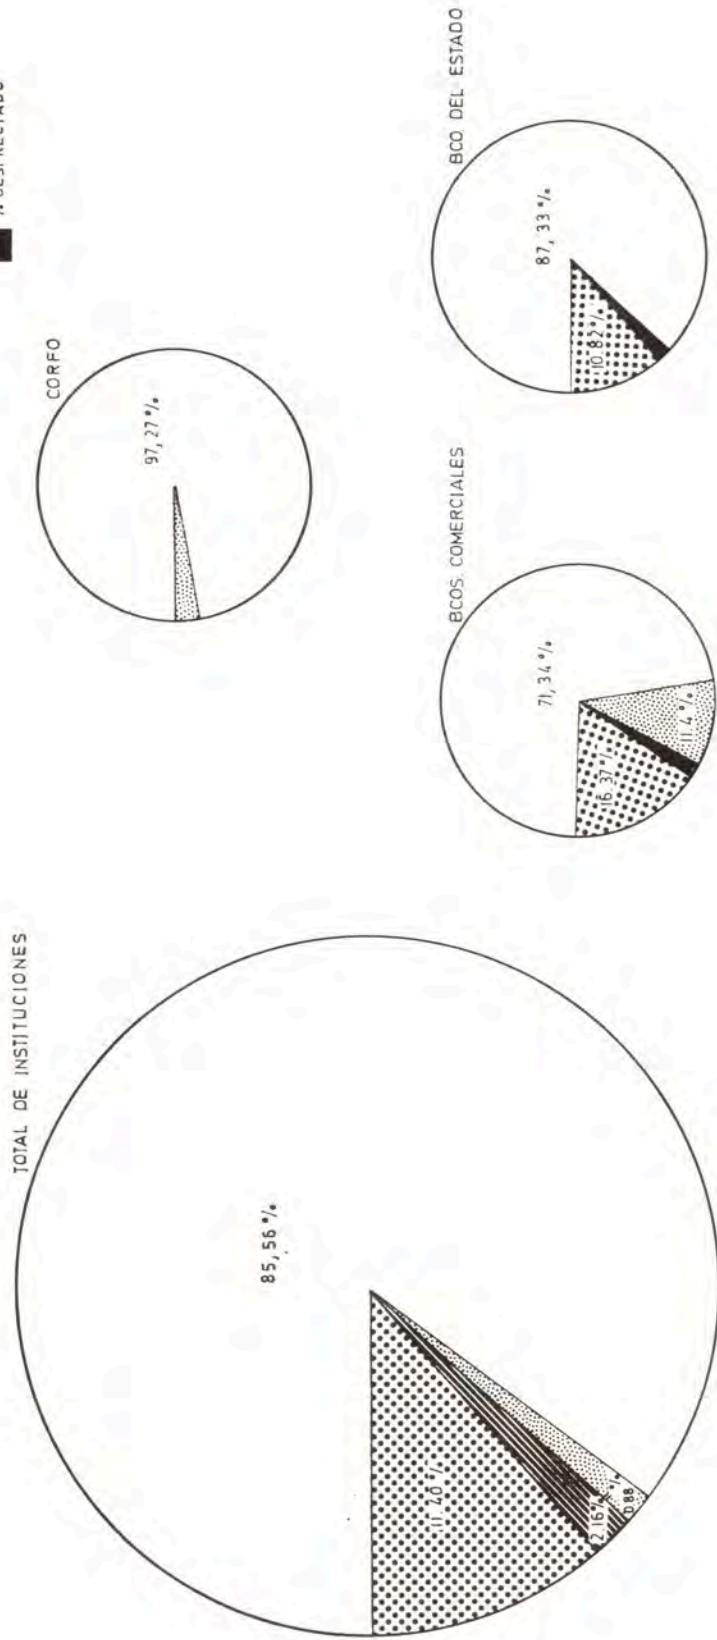 TOTAL DE INSTITUCIONES
85,56 %
11.40 %
2.16 %
0.88 %
CORFO
97,27 %
BCOS. COMERCIALES
71,34 %
16.37 %
11.4 %
BCO. DEL ESTADO
87,33 %
10.82 %